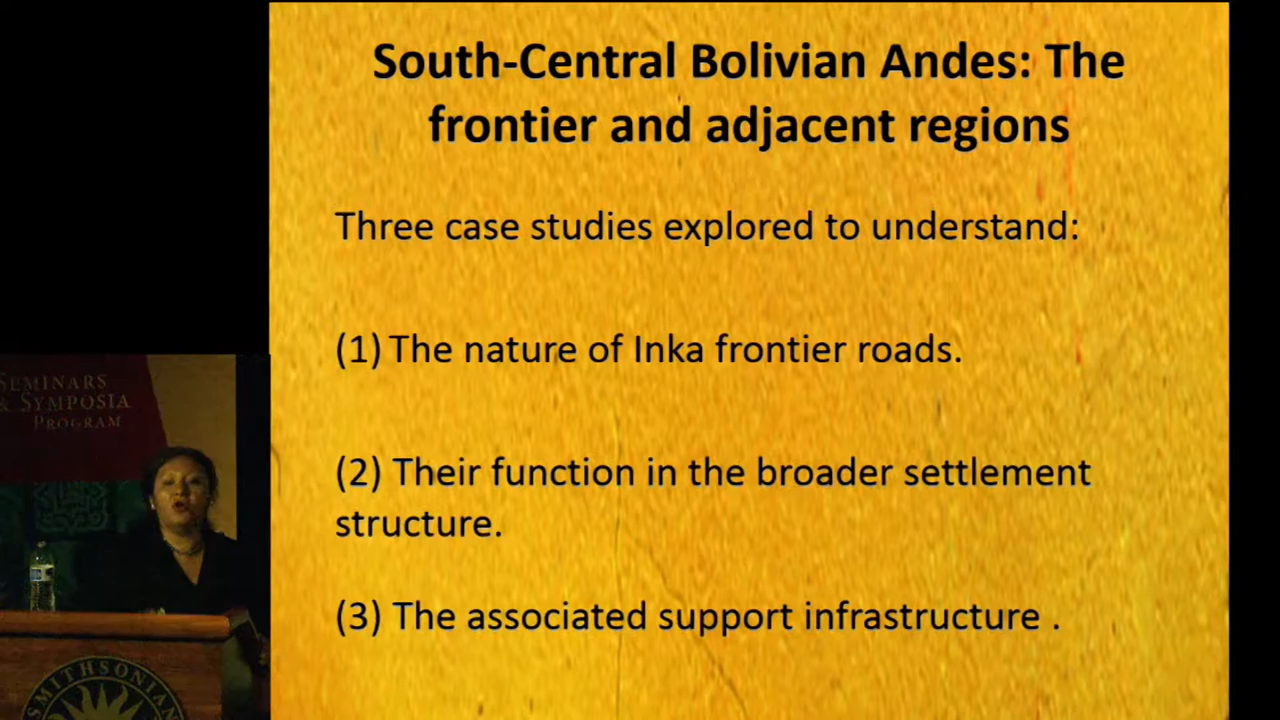 South-Central Bolivian Andes: The
frontier and adjacent regions
Three case studies explored to understand:
(1) The nature of Inka frontier roads.
(2) Their function in the broader settlement
structure.
(3) The associated support infrastructure .
SEMINARS
& SYMPOSIA
PROGRAM
SMITHSONIAN